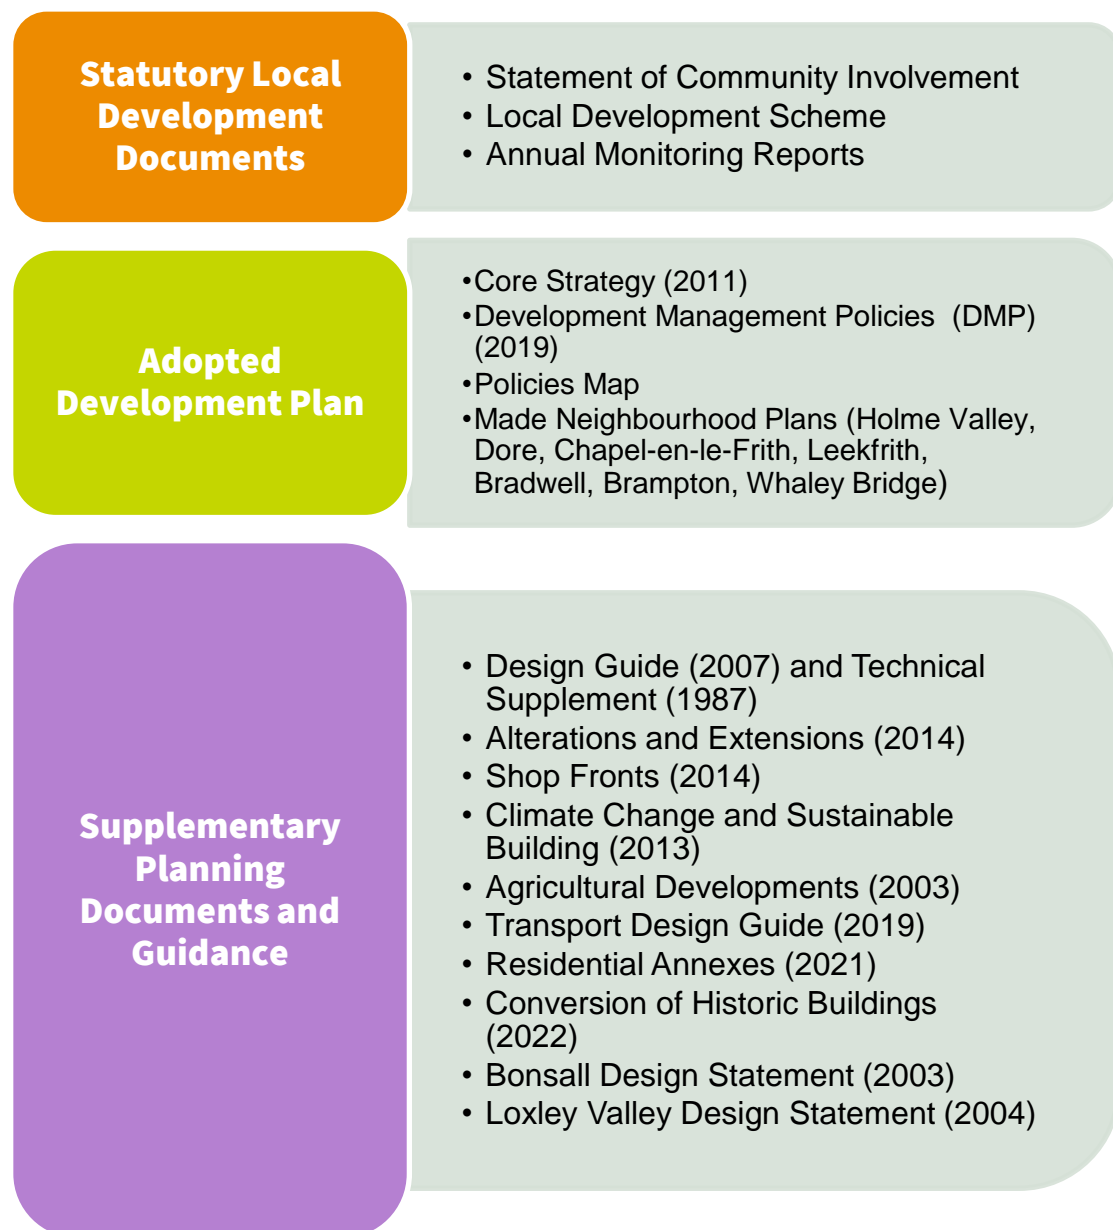 Statutory Local
Development
Documents
• Statement of Community Involvement
• Local Development Scheme
• Annual Monitoring Reports
Adopted
Development Plan
•Core Strategy (2011)
•Development Management Policies  (DMP)
(2019)
•Policies Map
•Made Neighbourhood Plans (Holme Valley,
Dore, Chapel-en-le-Frith, Leekfrith,
Bradwell, Brampton, Whaley Bridge)
Supplementary
Planning
Documents and
Guidance
• Design Guide (2007) and Technical
Supplement (1987)
• Alterations and Extensions (2014)
• Shop Fronts (2014)
• Climate Change and Sustainable
Building (2013)
• Agricultural Developments (2003)
• Transport Design Guide (2019)
• Residential Annexes (2021)
• Conversion of Historic Buildings
(2022)
• Bonsall Design Statement (2003)
• Loxley Valley Design Statement (2004)